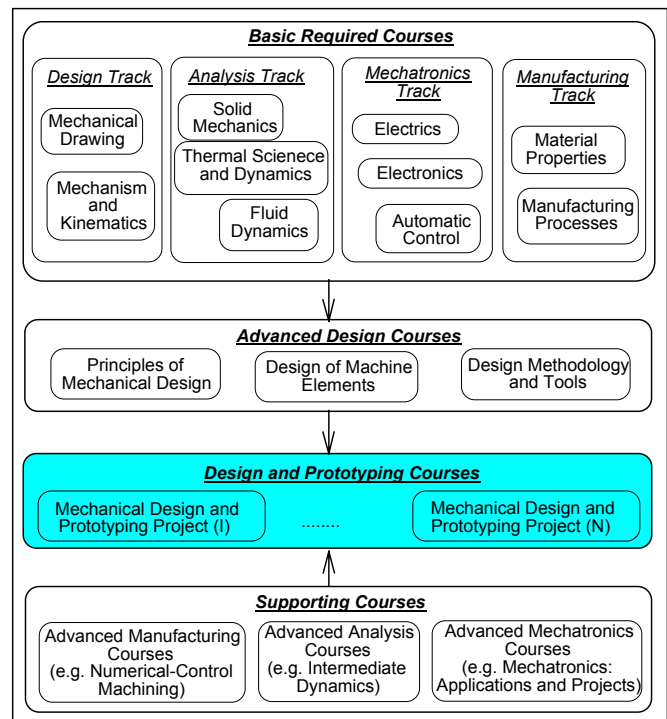 Basic Required Courses
Design Track
Mechanical
Drawing
Mechanism
and
Kinematics
Analysis Track
Solid
Mechanics
Thermal Scienece
and Dynamics
Fluid
Dynamics
Mechatronics
Track
Electrics
Electronics
Automatic
Control
Manufacturing
Track
Material
Properties
Manufacturing
Processes
Advanced Design Courses
Principles of
Mechanical Design
Design of Machine
Elements
Design Methodology
and Tools
Design and Prototyping Courses
Mechanical Design and
Prototyping Project (I)
........
Mechanical Design and
Prototyping Project (N)
Supporting Courses
Advanced Manufacturing
Courses
(e.g. Numerical-Control
Machining)
Advanced Analysis
Courses
(e.g. Intermediate
Dynamics)
Advanced Mechatronics
Courses
(e.g. Mechatronics:
Applications and Projects)